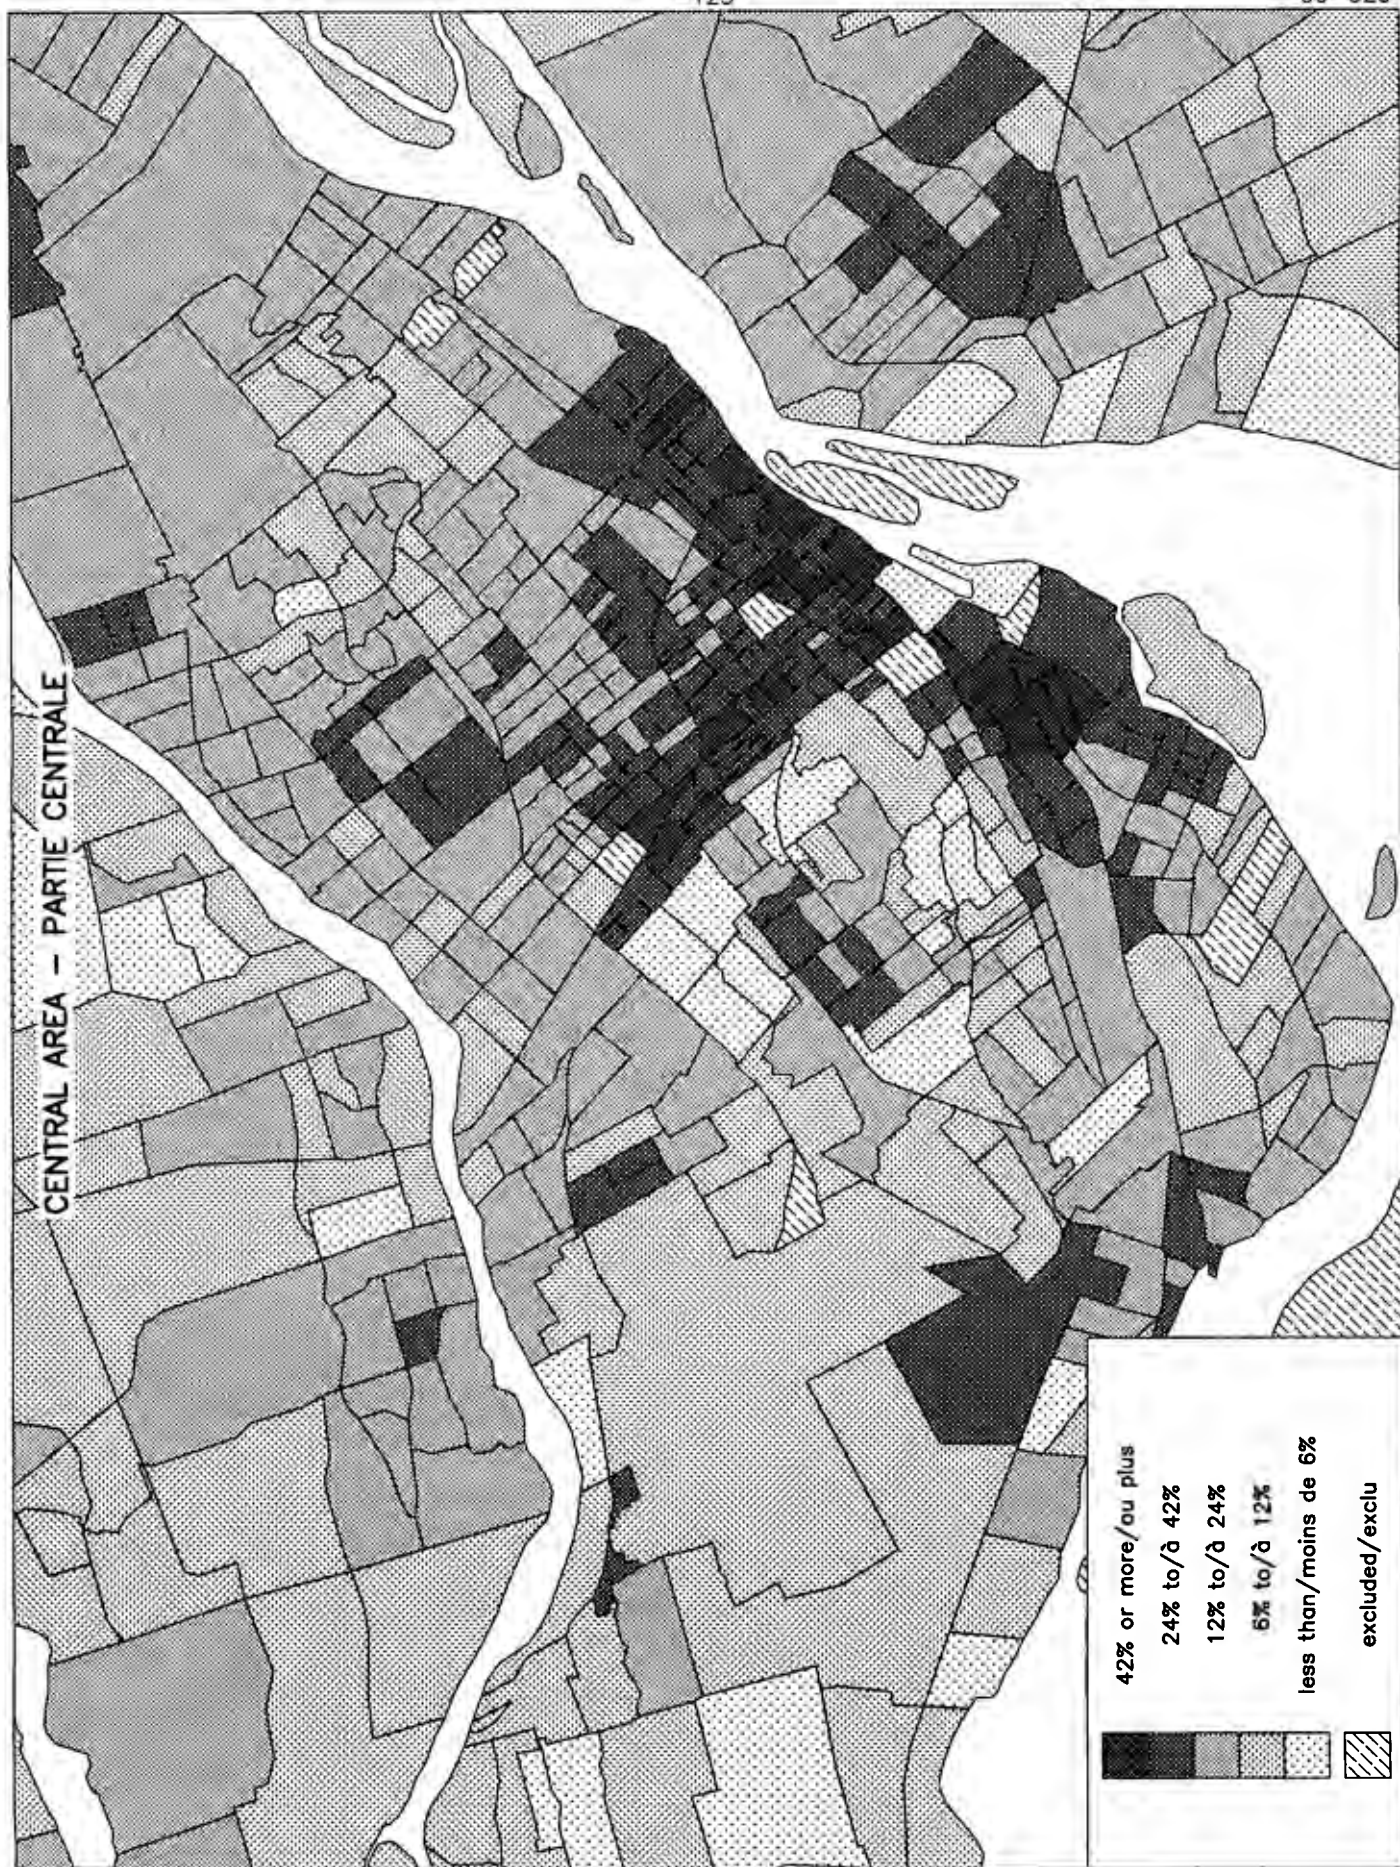 CENTRAL AREA – PARTIE CENTRALE
42% or more/ou plus
24% to/à 42%
12% to/à 24%
6% to/à 12%
less than/moins de 6%
excluded/exclu